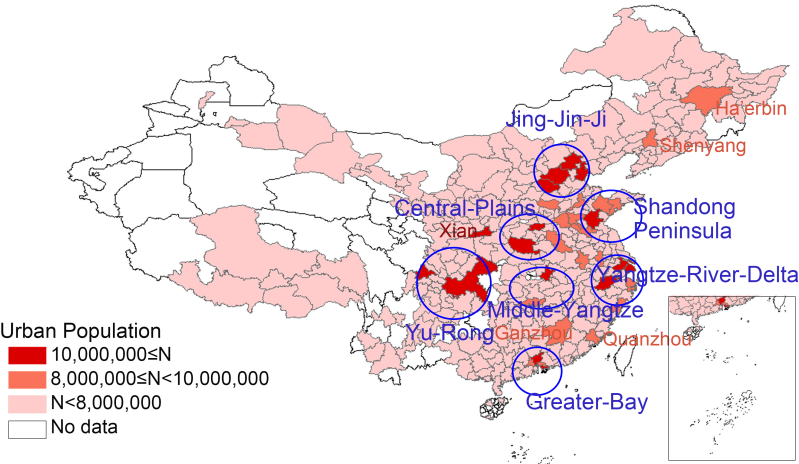 Ha'erbin
Jing-Jin-Ji
Shenyang
Central-Plains
Shandong
Peninsula
Xian
Yangtze-River-Delta
Middle-Yangtze
Yu-Rong
Ganzhou
Quanzhou
Greater-Bay
Urban Population
10,000,000≤N
8,000,000≤N<10,000,000
N<8,000,000
No data